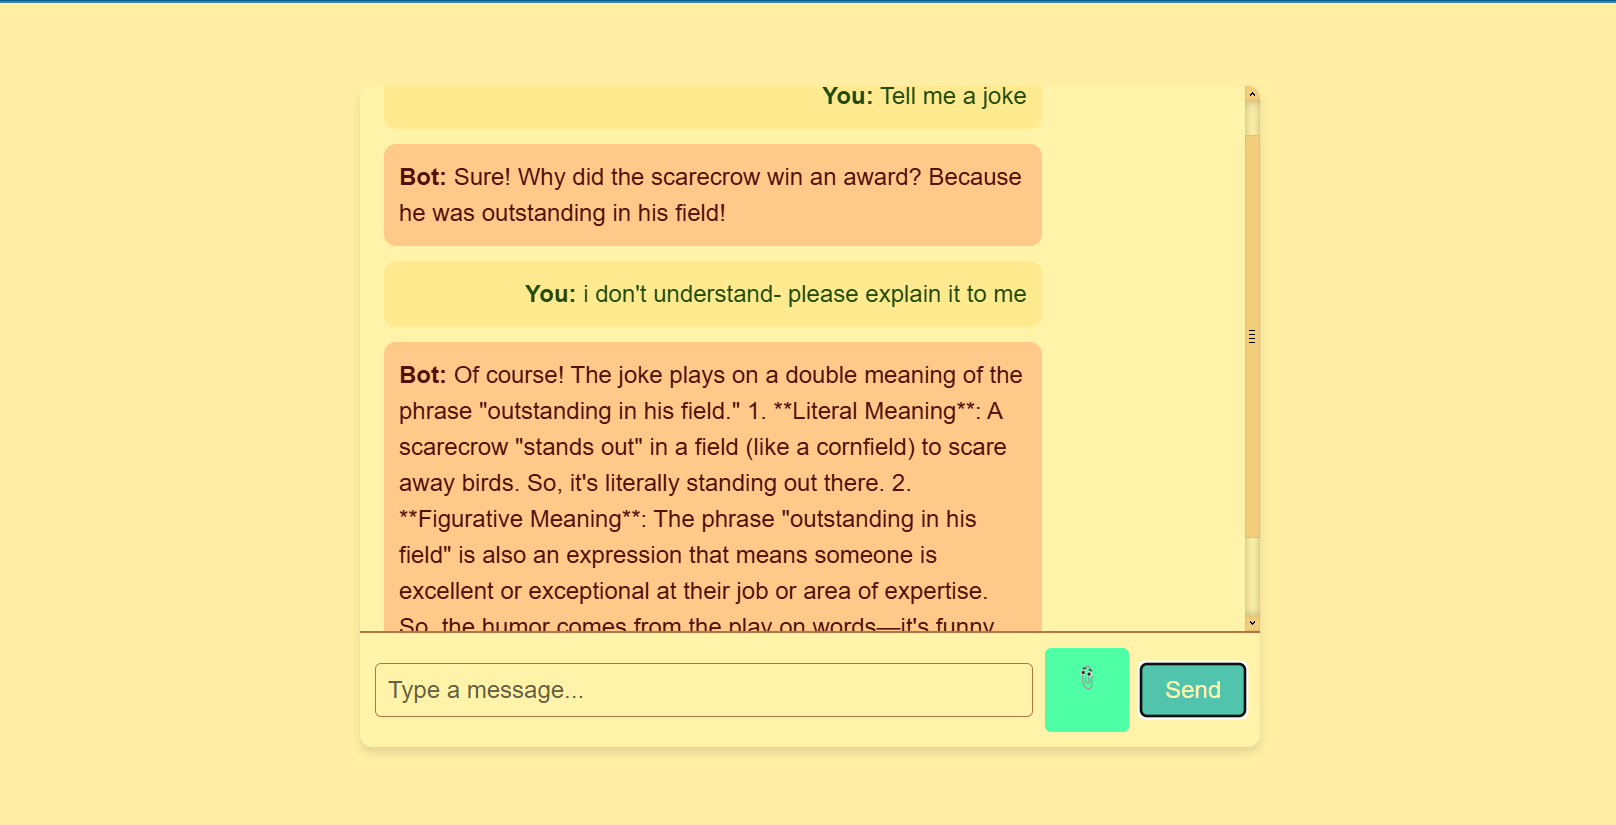 You: Tell me a joke
Bot: Sure! Why did the scarecrow win an award? Because
he was outstanding in his field!
You: i don't understand- please explain it to me
Bot: Of course! The joke plays on a double meaning of the
phrase "outstanding in his field." 1. **Literal Meaning**: A
scarecrow "stands out" in a field (like a cornfield) to scare
away birds. So, it's literally standing out there. 2.
**Figurative Meaning**: The phrase "outstanding in his
field" is also an expression that means someone is
excellent or exceptional at their job or area of expertise.
So, the humor comes from the play on words—it's funny
Type a message...
Send